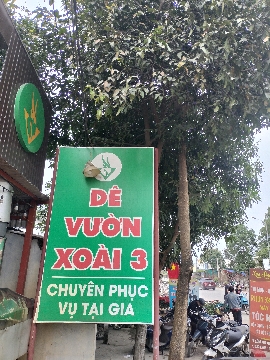 DÊ
VƯỜN
XOÀI 3
CHUYÊN PHỤC
VỤ TẠI GIA